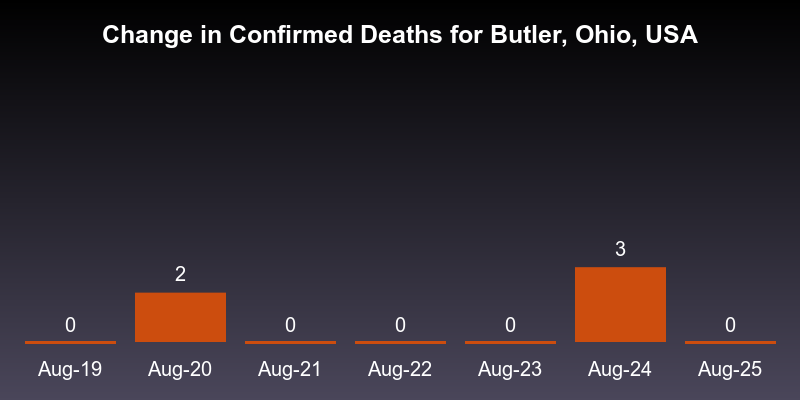 Change in Confirmed Deaths for Butler, Ohio, USA
0 2 0 0 0 3 0
Aug-19 Aug-20 Aug-21 Aug-22 Aug-23 Aug-24 Aug-25